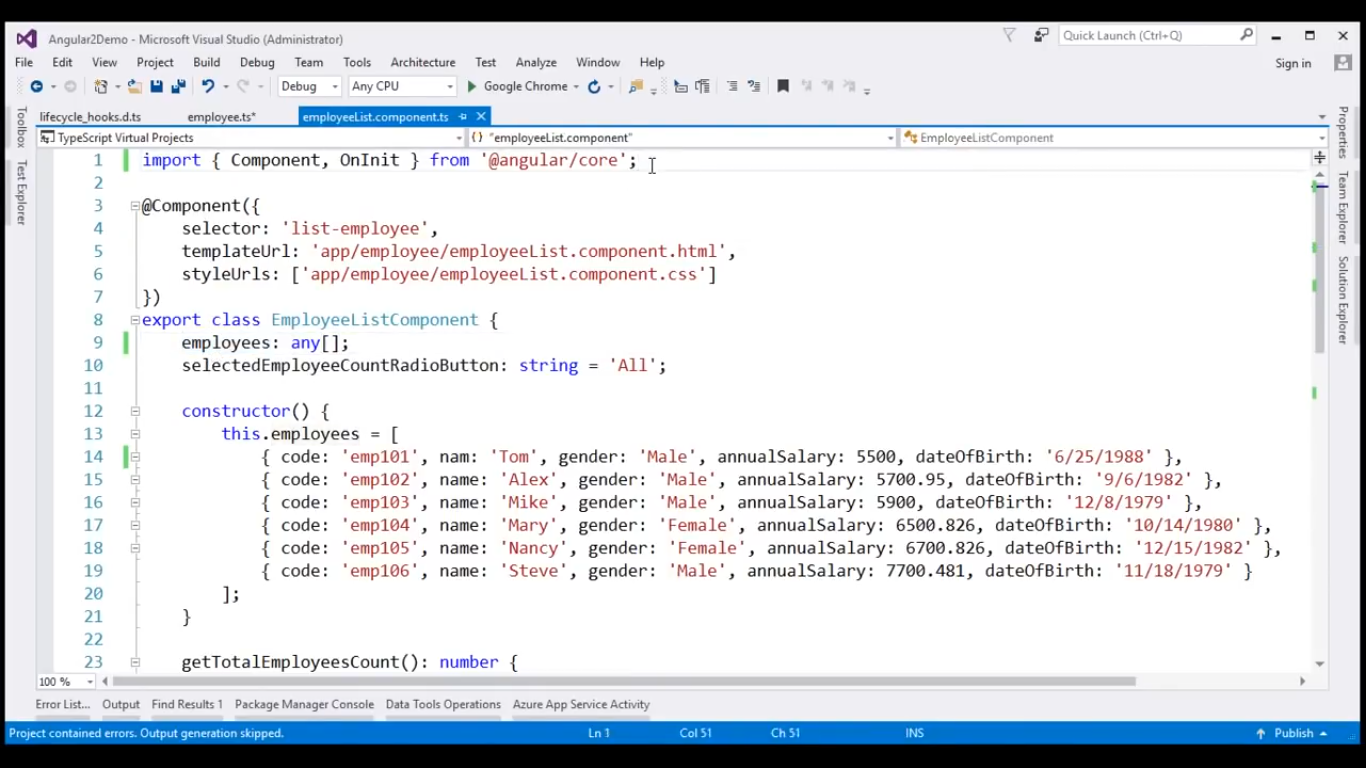 Angular2Demo - Microsoft Visual Studio (Administrator)
Quick Launch (Ctrl+Q)
File Edit View Project Build Debug Team Tools Architecture Test Analyze Window Help
Sign in
Debug Any CPU Google Chrome
lifecycle_hooks.d.ts employee.ts* employeeList.component.ts
TypeScript Virtual Projects "employeeList.component" EmployeeListComponent
Toolbox
Test Explorer
1 import { Component, OnInit } from '@angular/core';
2
3 @Component({
4 selector: 'list-employee',
5 templateUrl: 'app/employee/employeeList.component.html',
6 styleUrls: ['app/employee/employeeList.component.css']
7 })
8 export class EmployeeListComponent {
9 employees: any[];
10 selectedEmployeeCountRadioButton: string = 'All';
11
12 constructor() {
13 this.employees = [
14 { code: 'emp101', nam: 'Tom', gender: 'Male', annualSalary: 5500, dateOfBirth: '6/25/1988' },
15 { code: 'emp102', name: 'Alex', gender: 'Male', annualSalary: 5700.95, dateOfBirth: '9/6/1982' },
16 { code: 'emp103', name: 'Mike', gender: 'Male', annualSalary: 5900, dateOfBirth: '12/8/1979' },
17 { code: 'emp104', name: 'Mary', gender: 'Female', annualSalary: 6500.826, dateOfBirth: '10/14/1980' },
18 { code: 'emp105', name: 'Nancy', gender: 'Female', annualSalary: 6700.826, dateOfBirth: '12/15/1982' },
19 { code: 'emp106', name: 'Steve', gender: 'Male', annualSalary: 7700.481, dateOfBirth: '11/18/1979' }
20 ];
21 }
22
23 getTotalEmployeesCount(): number {
Properties
Team Explorer
Solution Explorer
100 %
Error List... Output Find Results 1 Package Manager Console Data Tools Operations Azure App Service Activity
Project contained errors. Output generation skipped. Ln 1 Col 51 Ch 51 INS Publish